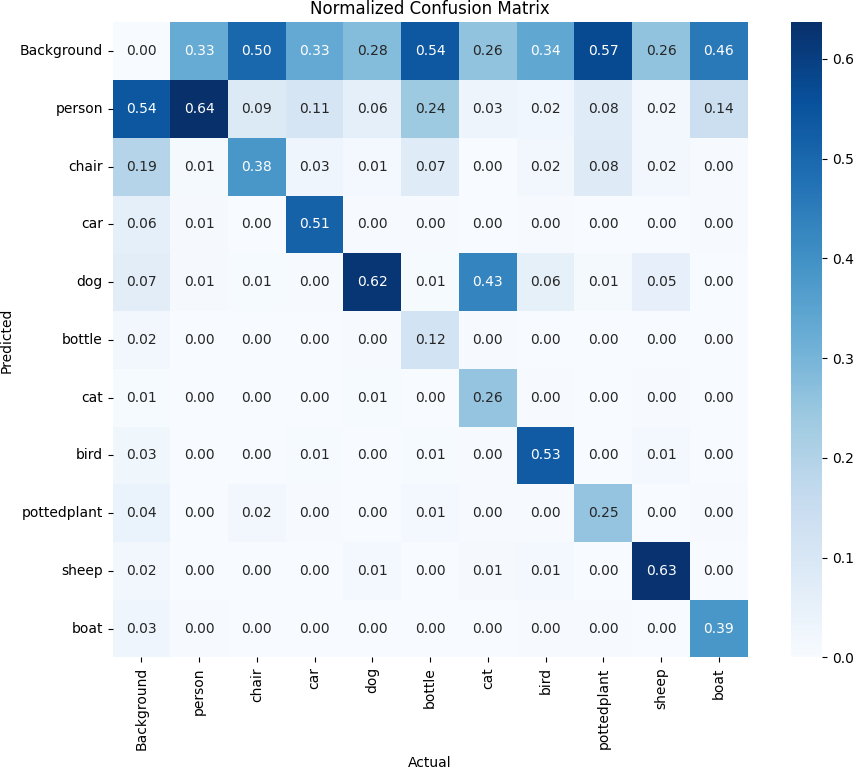 Normalized Confusion Matrix
Background 0.00 0.33 0.50 0.33 0.28 0.54 0.26 0.34 0.57 0.26 0.46
person 0.54 0.64 0.09 0.11 0.06 0.24 0.03 0.02 0.08 0.02 0.14
chair 0.19 0.01 0.38 0.03 0.01 0.07 0.00 0.02 0.08 0.02 0.00
car 0.06 0.01 0.00 0.51 0.00 0.00 0.00 0.00 0.00 0.00 0.00
dog 0.07 0.01 0.01 0.00 0.62 0.01 0.43 0.06 0.01 0.05 0.00
bottle 0.02 0.00 0.00 0.00 0.00 0.12 0.00 0.00 0.00 0.00 0.00
cat 0.01 0.00 0.00 0.00 0.01 0.00 0.26 0.00 0.00 0.00 0.00
bird 0.03 0.00 0.00 0.01 0.00 0.01 0.00 0.53 0.00 0.01 0.00
pottedplant 0.04 0.00 0.02 0.00 0.00 0.01 0.00 0.00 0.25 0.00 0.00
sheep 0.02 0.00 0.00 0.00 0.01 0.00 0.01 0.01 0.00 0.63 0.00
boat 0.03 0.00 0.00 0.00 0.00 0.00 0.00 0.00 0.00 0.00 0.39
Background person chair car dog bottle cat bird pottedplant sheep boat
Actual
Predicted
0.6
0.5
0.4
0.3
0.2
0.1
0.0